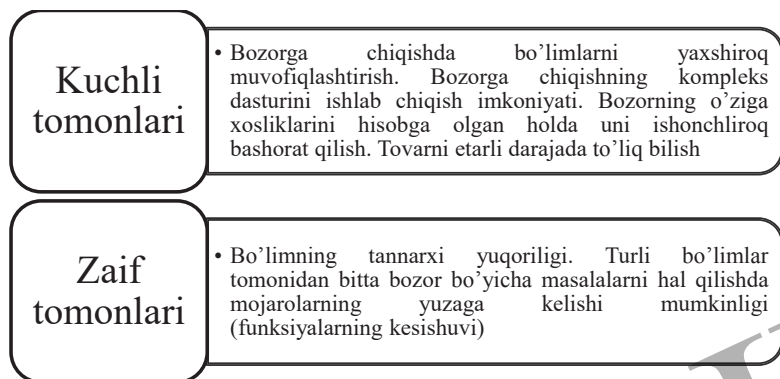 Kuchli
tomonlari
• Bozorga chiqishda bo’limlarni yaxshiroq
muvofiqlashtirish. Bozorga chiqishning kompleks
dasturini ishlab chiqish imkoniyati. Bozorning o’ziga
xosliklarini hisobga olgan holda uni ishonchliroq
bashorat qilish. Tovarni etarli darajada to’liq bilish
Zaif
tomonlari
• Bo’limning tannarxi yuqoriligi. Turli bo’limlar
tomonidan bitta bozor bo’yicha masalalarni hal qilishda
mojarolarning yuzaga kelishi mumkinligi
(funksiyalarning kesishuvi)